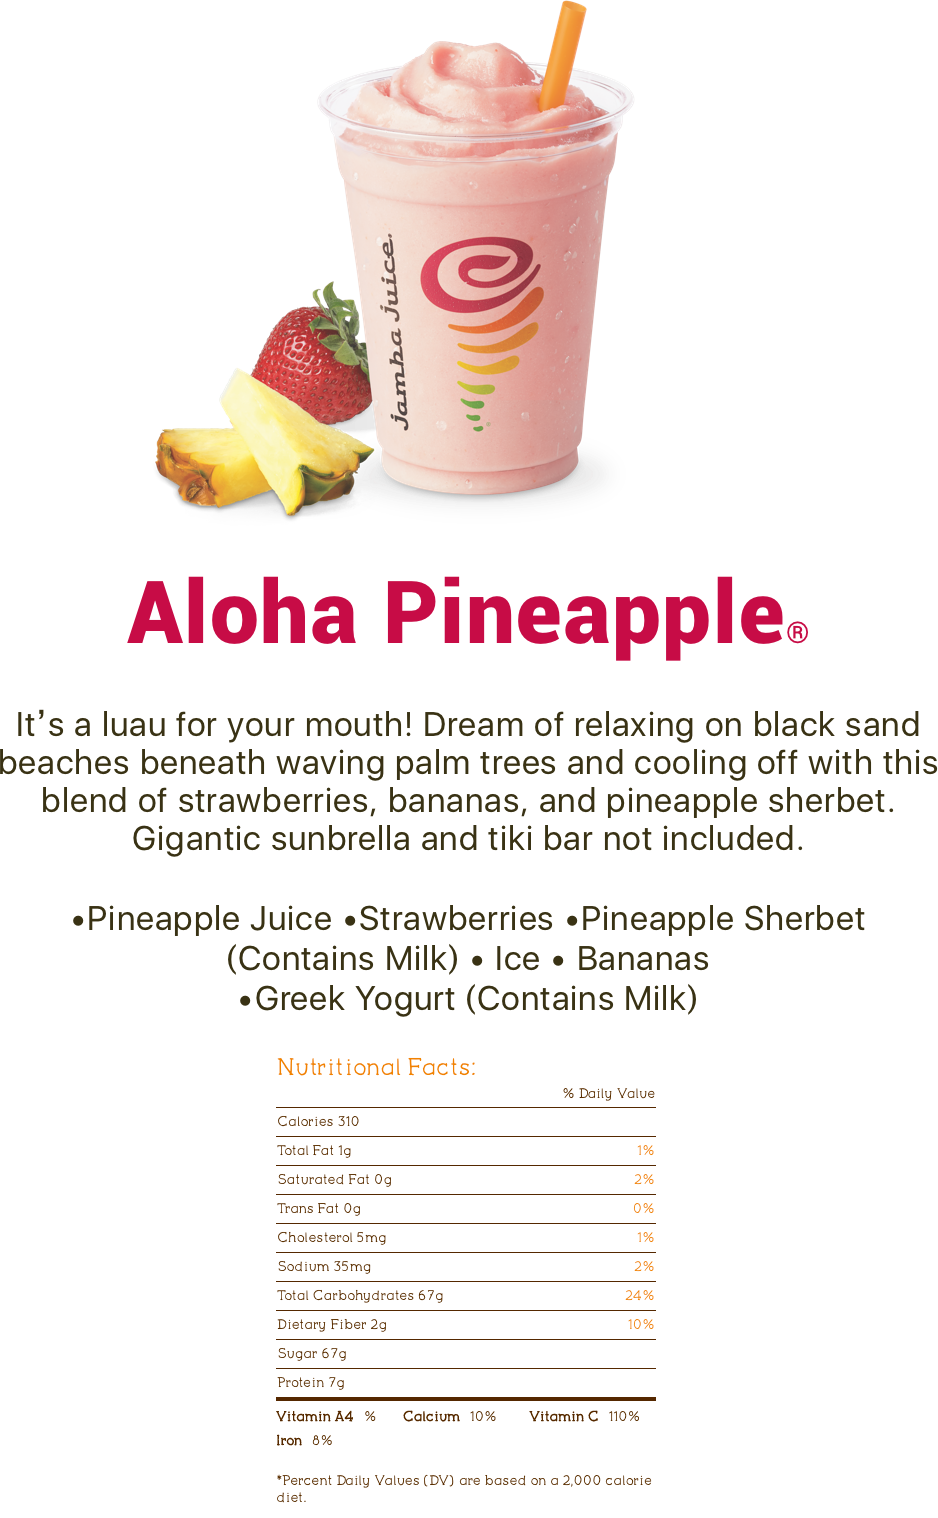 jamba juice
Aloha Pineapple®
It’s a luau for your mouth! Dream of relaxing on black sand
beaches beneath waving palm trees and cooling off with this
blend of strawberries, bananas, and pineapple sherbet.
Gigantic sunbrella and tiki bar not included.
•Pineapple Juice •Strawberries •Pineapple Sherbet
(Contains Milk) • Ice • Bananas
•Greek Yogurt (Contains Milk)
Nutritional Facts:
% Daily Value
Calories 310
Total Fat 1g 1%
Saturated Fat 0g 2%
Trans Fat 0g 0%
Cholesterol 5mg 1%
Sodium 35mg 2%
Total Carbohydrates 67g 24%
Dietary Fiber 2g 10%
Sugar 67g
Protein 7g
Vitamin A4 % Calcium 10% Vitamin C 110%
Iron 8%
*Percent Daily Values (DV) are based on a 2,000 calorie
diet.